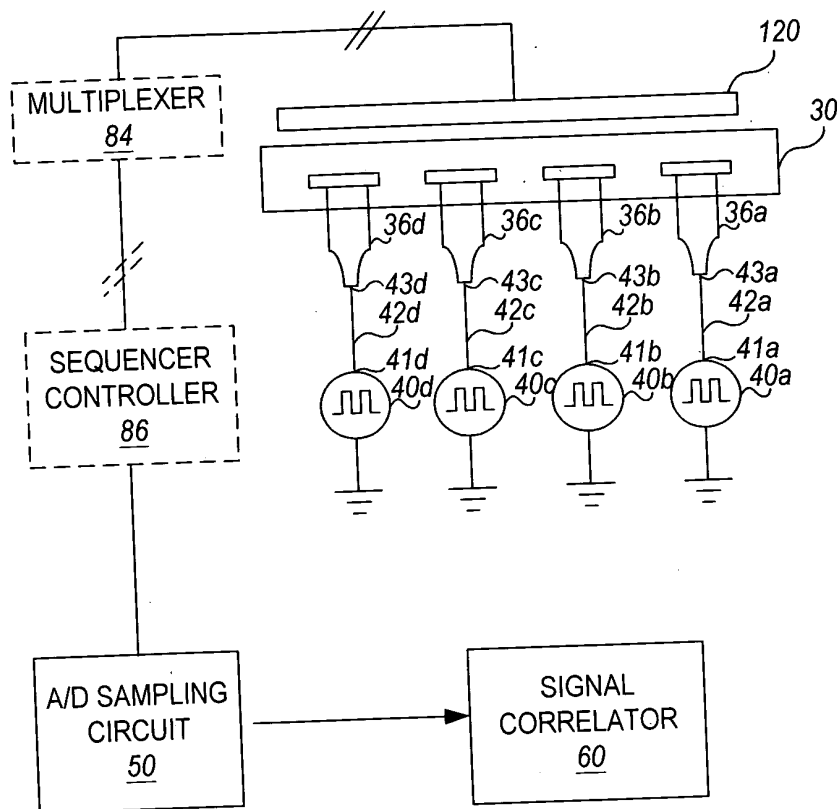 120
MULTIPLEXER
84
30
36d
36c
36b
36a
43d
43c
43b
43a
42d
42c
42b
42a
SEQUENCER
CONTROLLER
86
41d
41c
41b
41a
40d
40c
40b
40a
A/D SAMPLING
CIRCUIT
50
SIGNAL
CORRELATOR
60